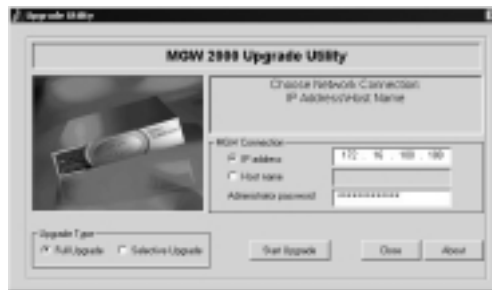 Upgrade Utility
MGW 2000 Upgrade Utility
Choose Network Connection
IP Address/Host Name
MGW Connection
IP address
172 . 16 . 100 . 100
Host name
Administrator password
Upgrade Type
Full Upgrade
Selective Upgrade
Start Upgrade
Close
About